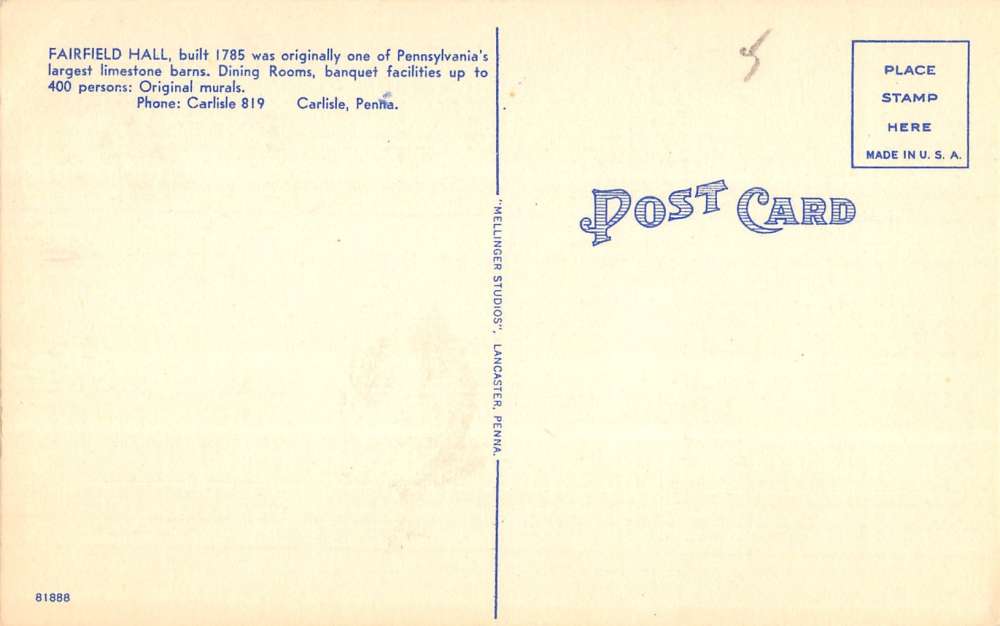 FAIRFIELD HALL, built 1785 was originally one of Pennsylvania's
largest limestone barns. Dining Rooms, banquet facilities up to
400 persons: Original murals.
Phone: Carlisle 819 Carlisle, Penna.
"MELLINGER STUDIOS", LANCASTER, PENNA.
PLACE
STAMP
HERE
MADE IN U. S. A.
POST CARD
81888